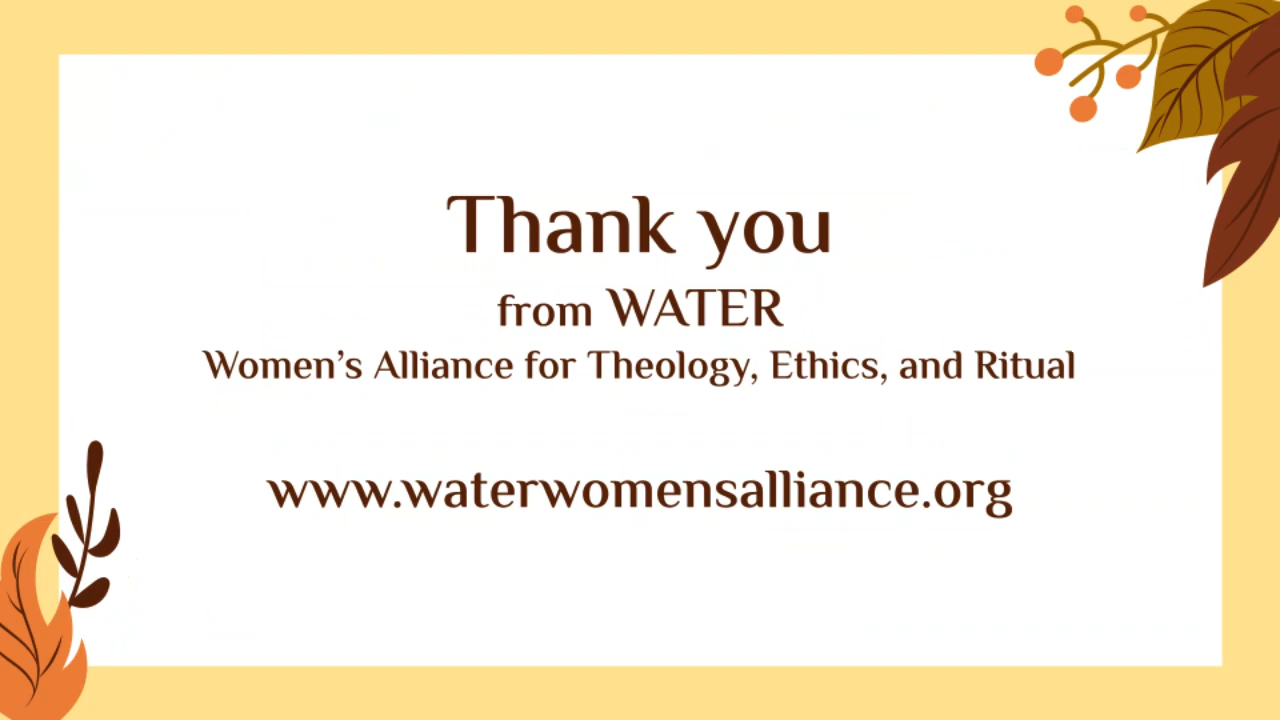 Thank you
from WATER
Women’s Alliance for Theology, Ethics, and Ritual
www.waterwomensalliance.org